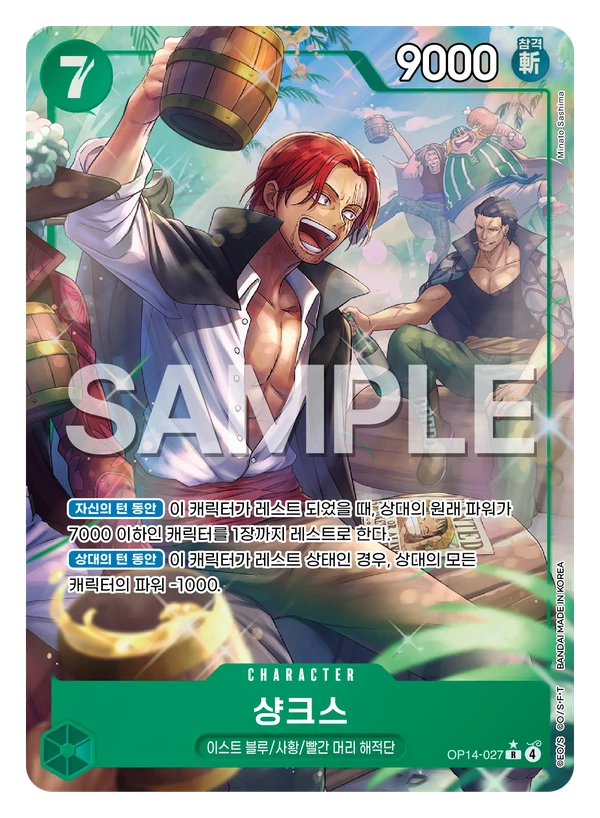 7
9000
참격
斬
Minato Sashima
SAMPLE
자신의 턴 동안 이 캐릭터가 레스트 되었을 때, 상대의 원래 파워가
7000 이하인 캐릭터를 1장까지 레스트로 한다.
상대의 턴 동안 이 캐릭터가 레스트 상태인 경우, 상대의 모든
캐릭터의 파워 -1000.
WANTED
CHARACTER
샹크스
이스트 블루/사황/빨간 머리 해적단
OP14-027 R 4
©E.O/S ©O/S·F·T BANDAI MADE IN KOREA